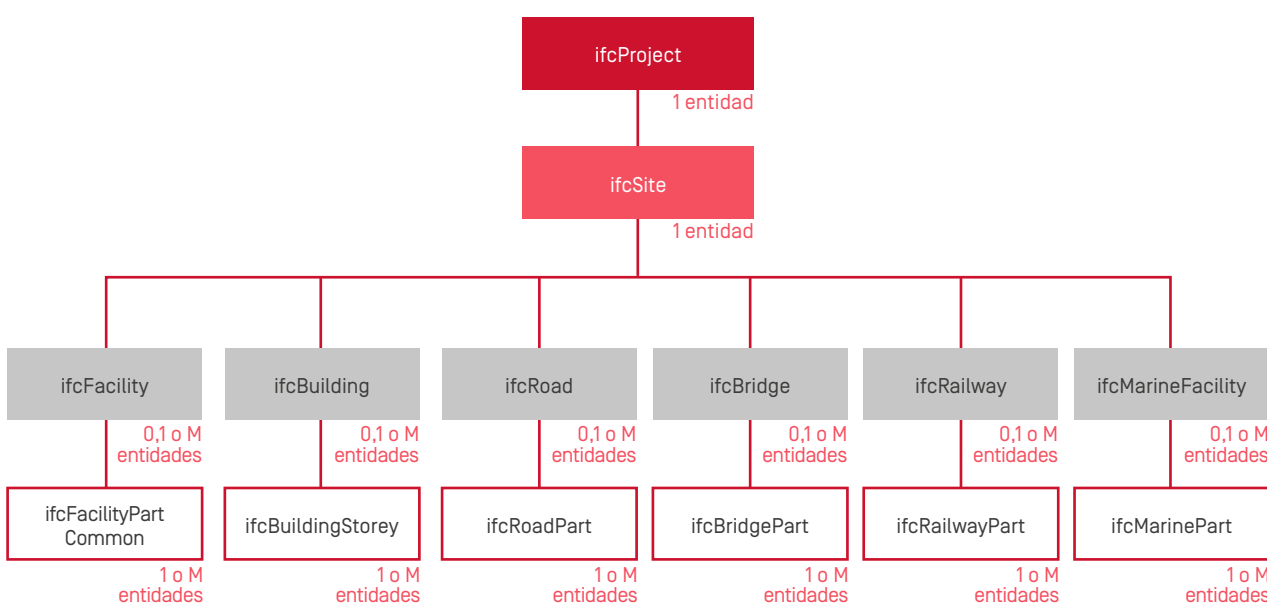 ifcProject
1 entidad
ifcSite
1 entidad
ifcFacility
ifcBuilding
ifcRoad
ifcBridge
ifcRailway
ifcMarineFacility
0,1 o M
entidades
0,1 o M
entidades
0,1 o M
entidades
0,1 o M
entidades
0,1 o M
entidades
0,1 o M
entidades
ifcFacilityPart
Common
ifcBuildingStorey
ifcRoadPart
ifcBridgePart
ifcRailwayPart
ifcMarinePart
1 o M
entidades
1 o M
entidades
1 o M
entidades
1 o M
entidades
1 o M
entidades
1 o M
entidades